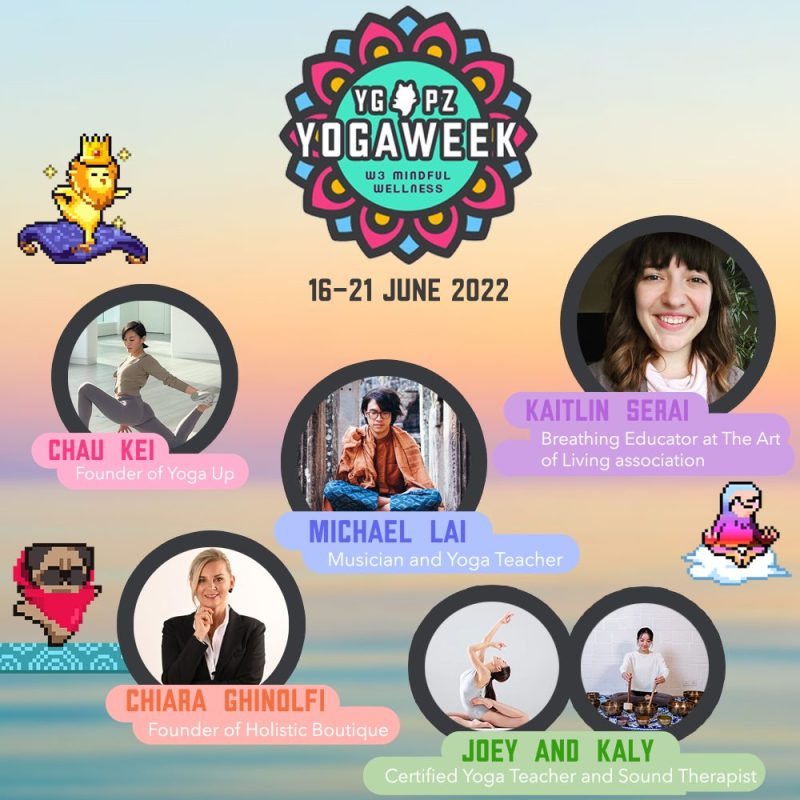 YG PZ
YOGAWEEK
W3 MINDFUL
WELLNESS
16-21 JUNE 2022
KAITLIN SERAI
Breathing Educator at The Art
of Living association
CHAU KEI
Founder of Yoga Up
MICHAEL LAI
Musician and Yoga Teacher
CHIARA GHINOLFI
Founder of Holistic Boutique
JOEY AND KALY
Certified Yoga Teacher and Sound Therapist